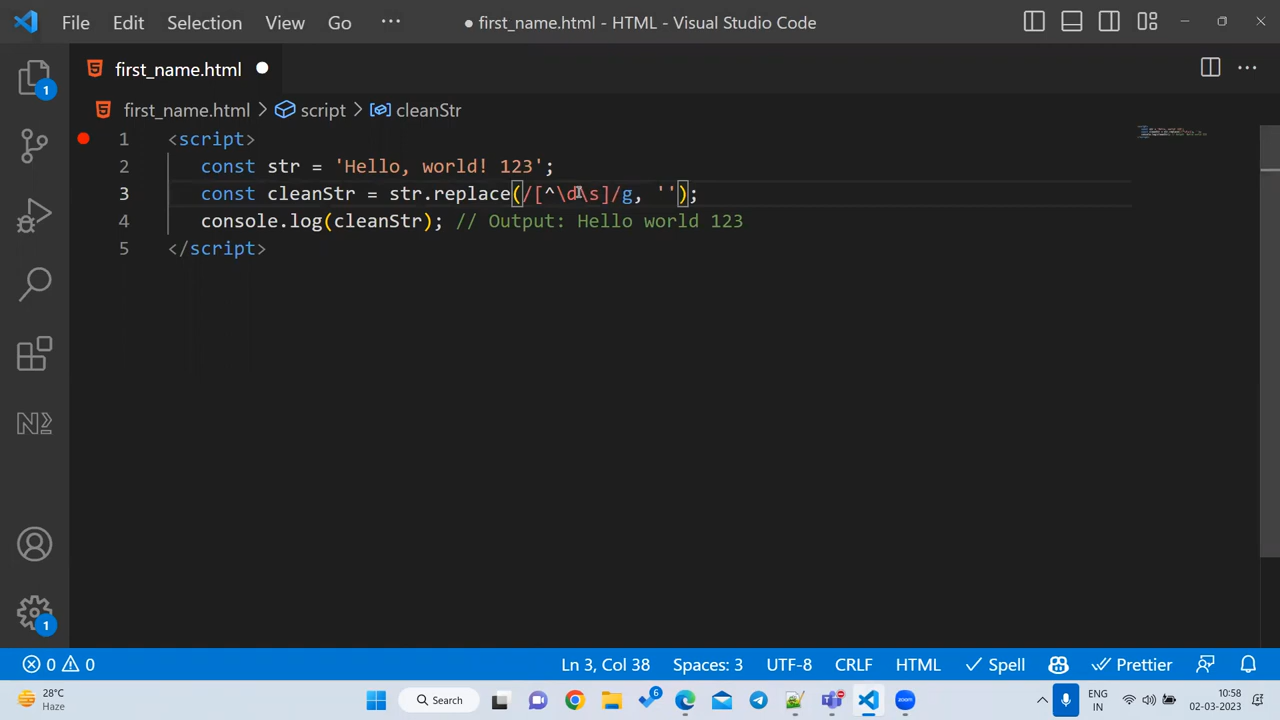 File Edit Selection View Go ··· ● first_name.html - HTML - Visual Studio Code
first_name.html ●
first_name.html > script > cleanStr
1 <script>
2 const str = 'Hello, world! 123';
3 const cleanStr = str.replace(/[^\d\s]/g, '');
4 console.log(cleanStr); // Output: Hello world 123
5 </script>
1
1
0 0 Ln 3, Col 38 Spaces: 3 UTF-8 CRLF HTML Spell Prettier
28°C
Haze
Search
6
ENG
IN
10:58
02-03-2023